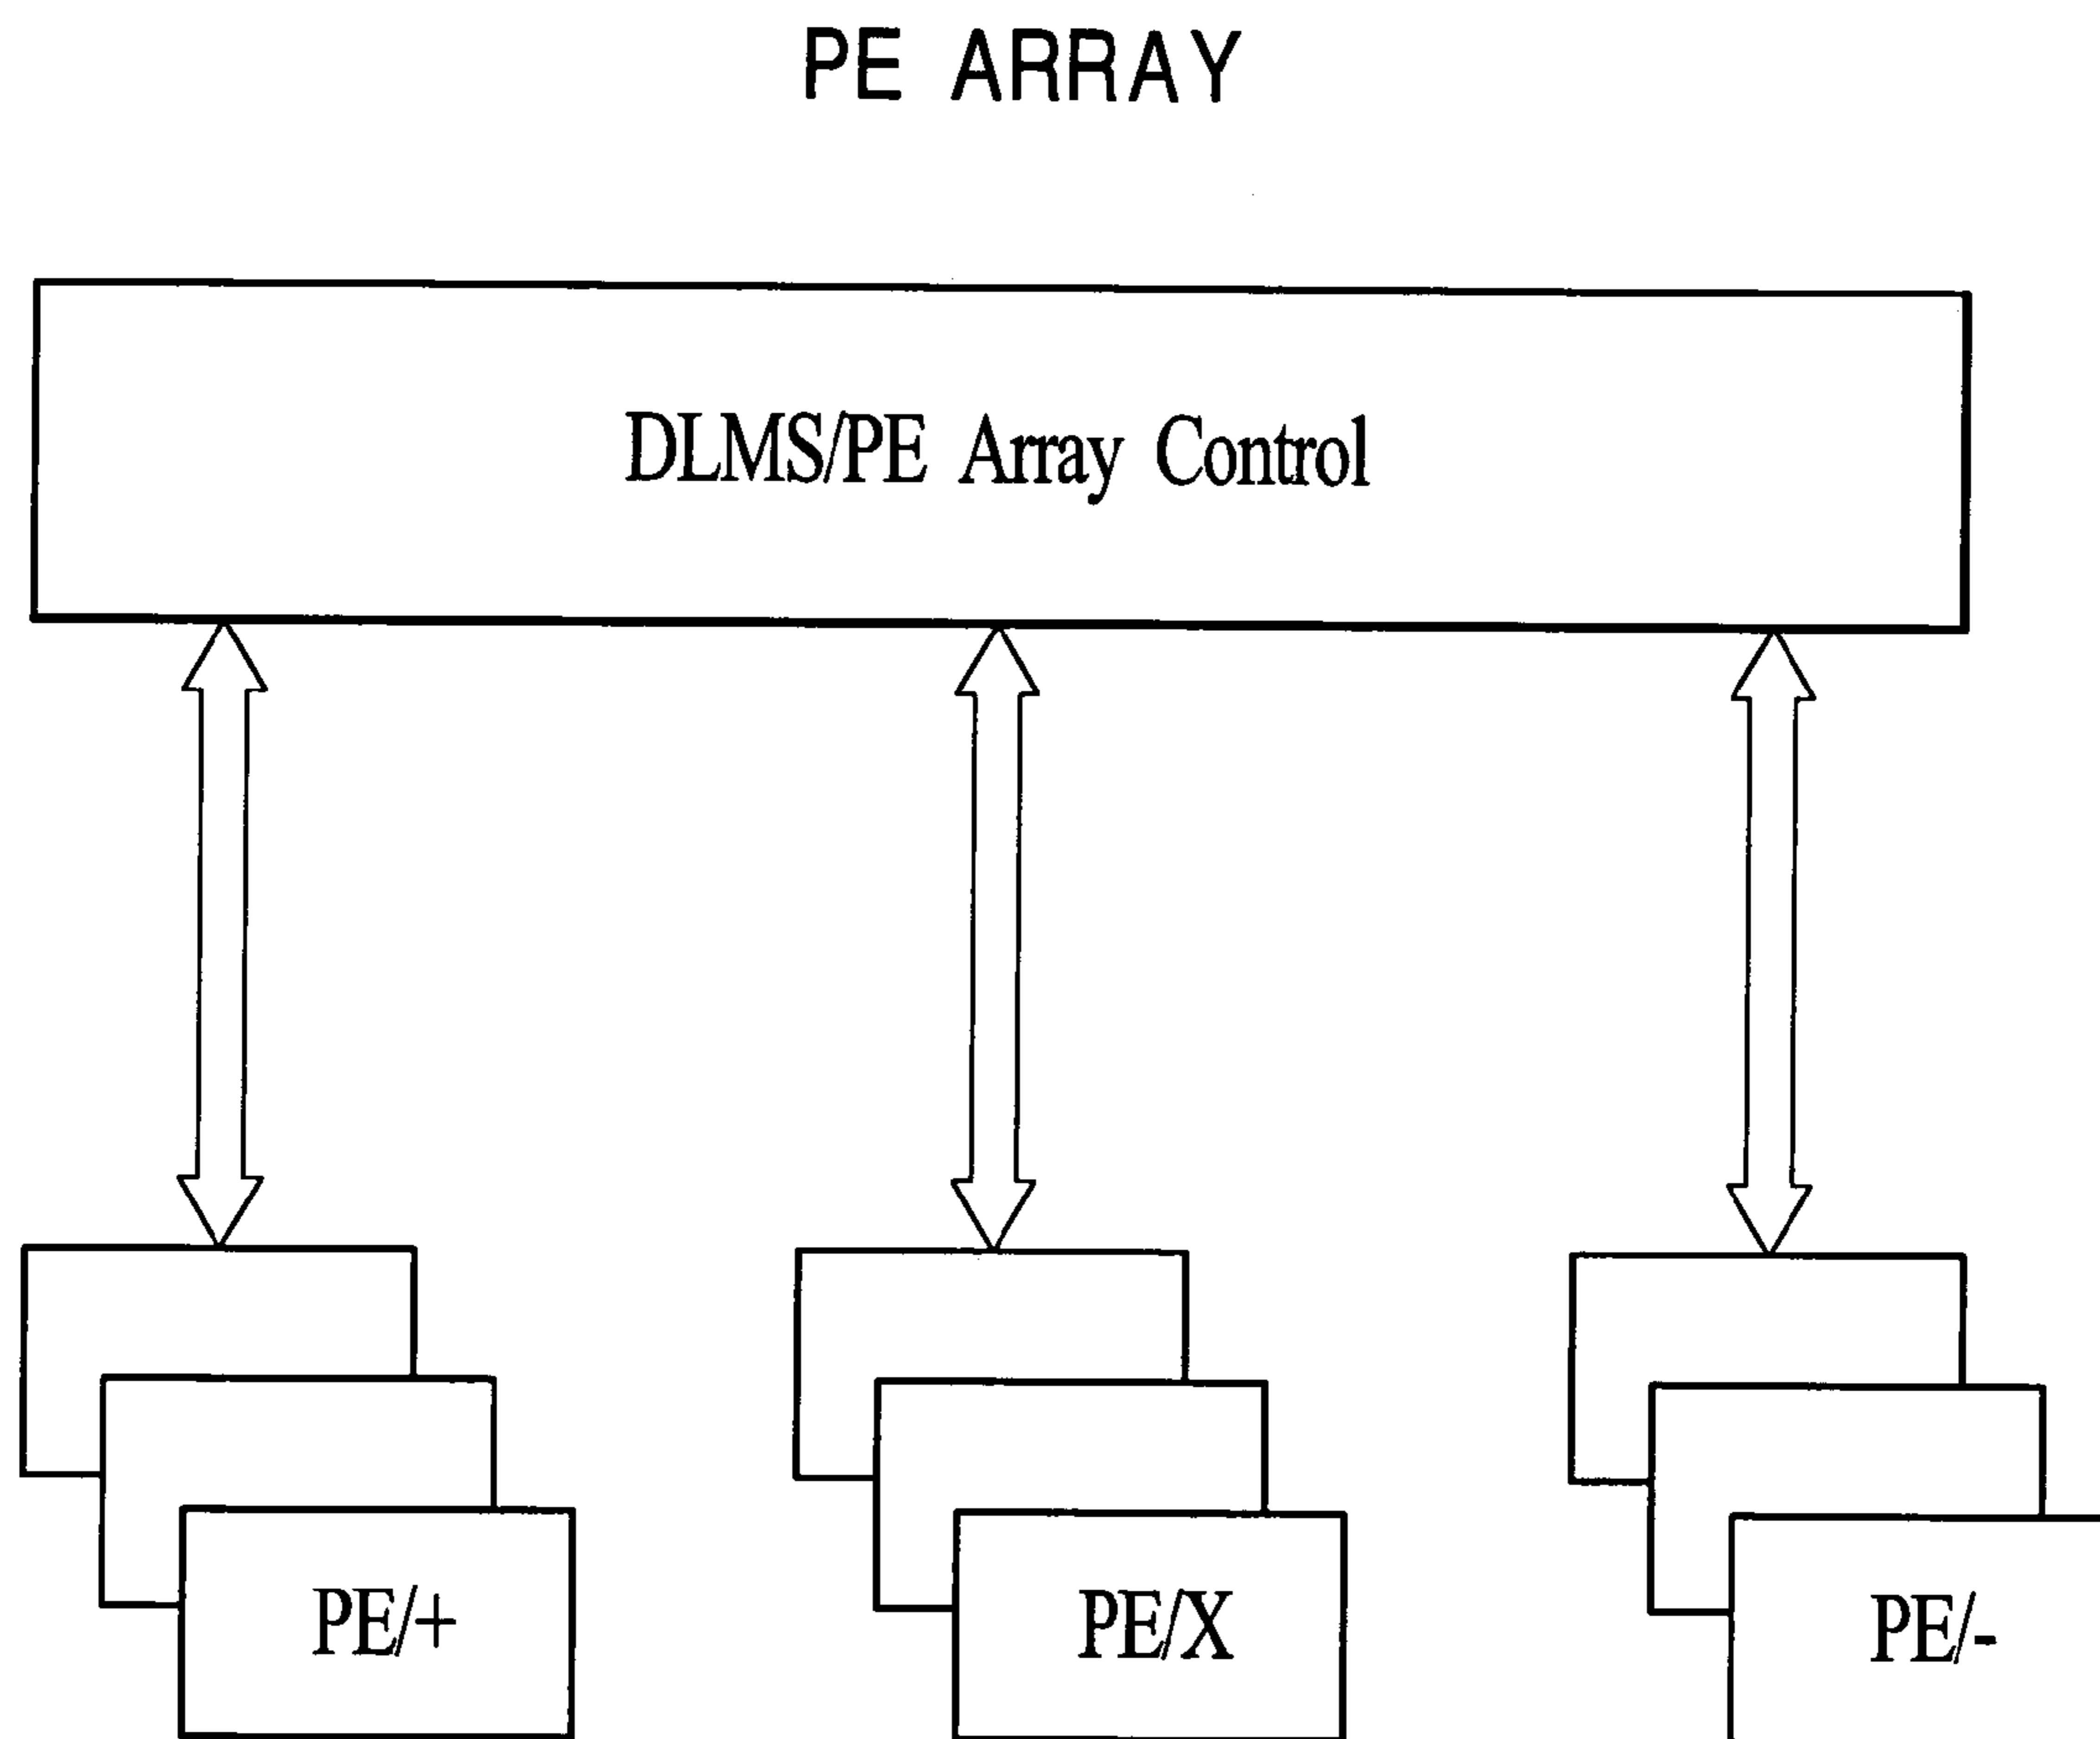 PE ARRAY
DLMS/PE Array Control
PE/+
PE/X
PE/-